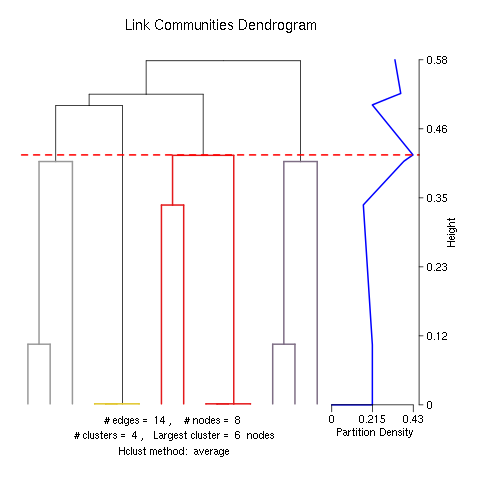 Link Communities Dendrogram
0.58
0.46
0.35
0.23
0.12
0
Height
0 0.215 0.43
Partition Density
# edges = 14 , # nodes = 8
# clusters = 4 , Largest cluster = 6 nodes
Hclust method: average